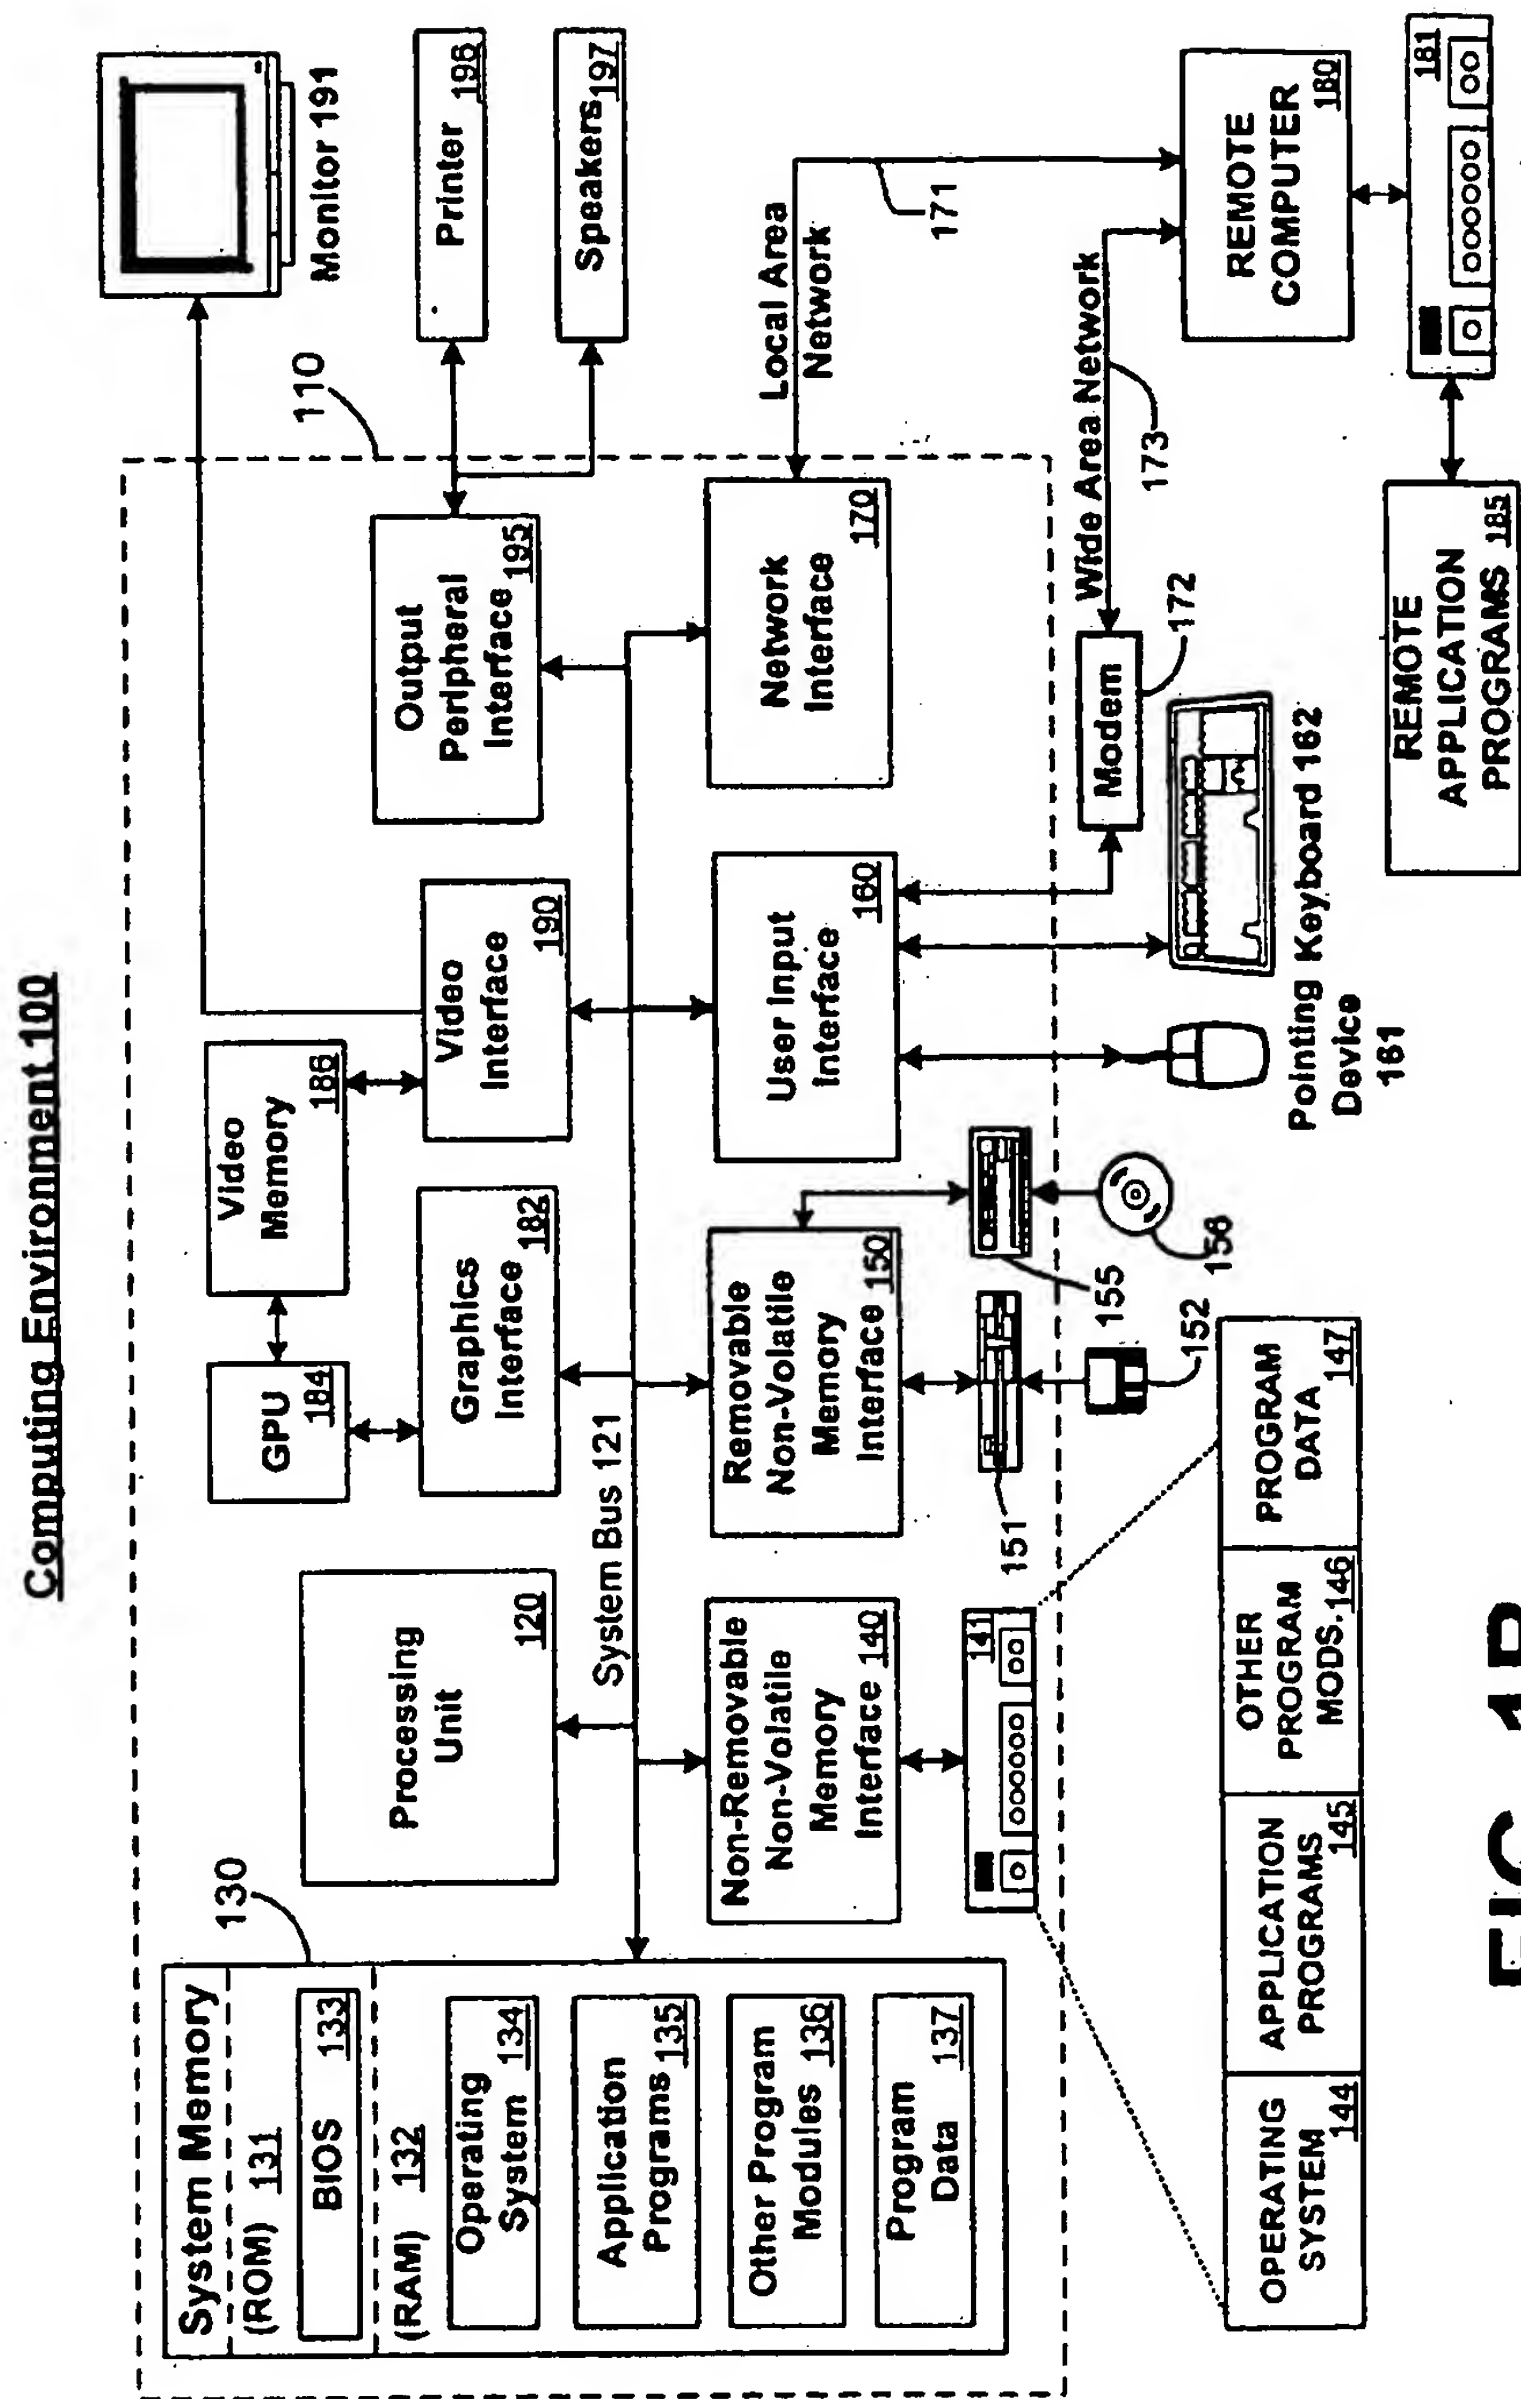 Computing Environment 100
System Memory
(ROM) 131
BIOS 133
(RAM) 132
Operating
System 134
Application
Programs 135
Other Program
Modules 136
Program
Data 137
130
Processing
Unit
120
System Bus 121
GPU
184
Video
Memory
186
Graphics
Interface
182
Video
Interface
190
Output
Peripheral
Interface
195
110
Monitor 191
Printer 196
Speakers 197
Non-Removable
Non-Volatile
Memory
Interface 140
Removable
Non-Volatile
Memory
Interface 150
User Input
Interface
160
Network
Interface
170
Local Area
Network
171
Wide Area Network
173
Modem
172
141
151
152
155
156
Pointing
Device
161
Keyboard 162
REMOTE
COMPUTER
180
181
REMOTE
APPLICATION
PROGRAMS 185
OPERATING
SYSTEM
144
APPLICATION
PROGRAMS
145
OTHER
PROGRAM
MODS. 146
PROGRAM
DATA
147